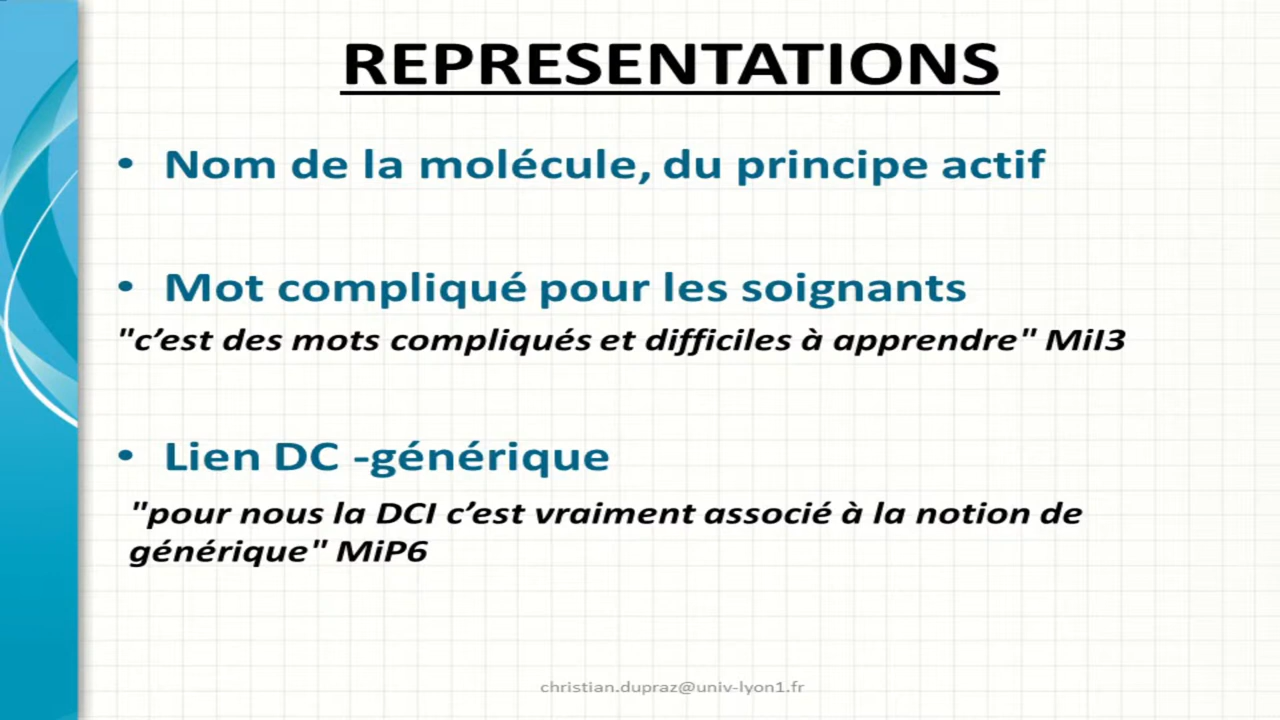 REPRESENTATIONS
• Nom de la molécule, du principe actif
• Mot compliqué pour les soignants
"c’est des mots compliqués et difficiles à apprendre" MiI3
• Lien DC -générique
"pour nous la DCI c’est vraiment associé à la notion de
générique" MiP6
christian.dupraz@univ-lyon1.fr